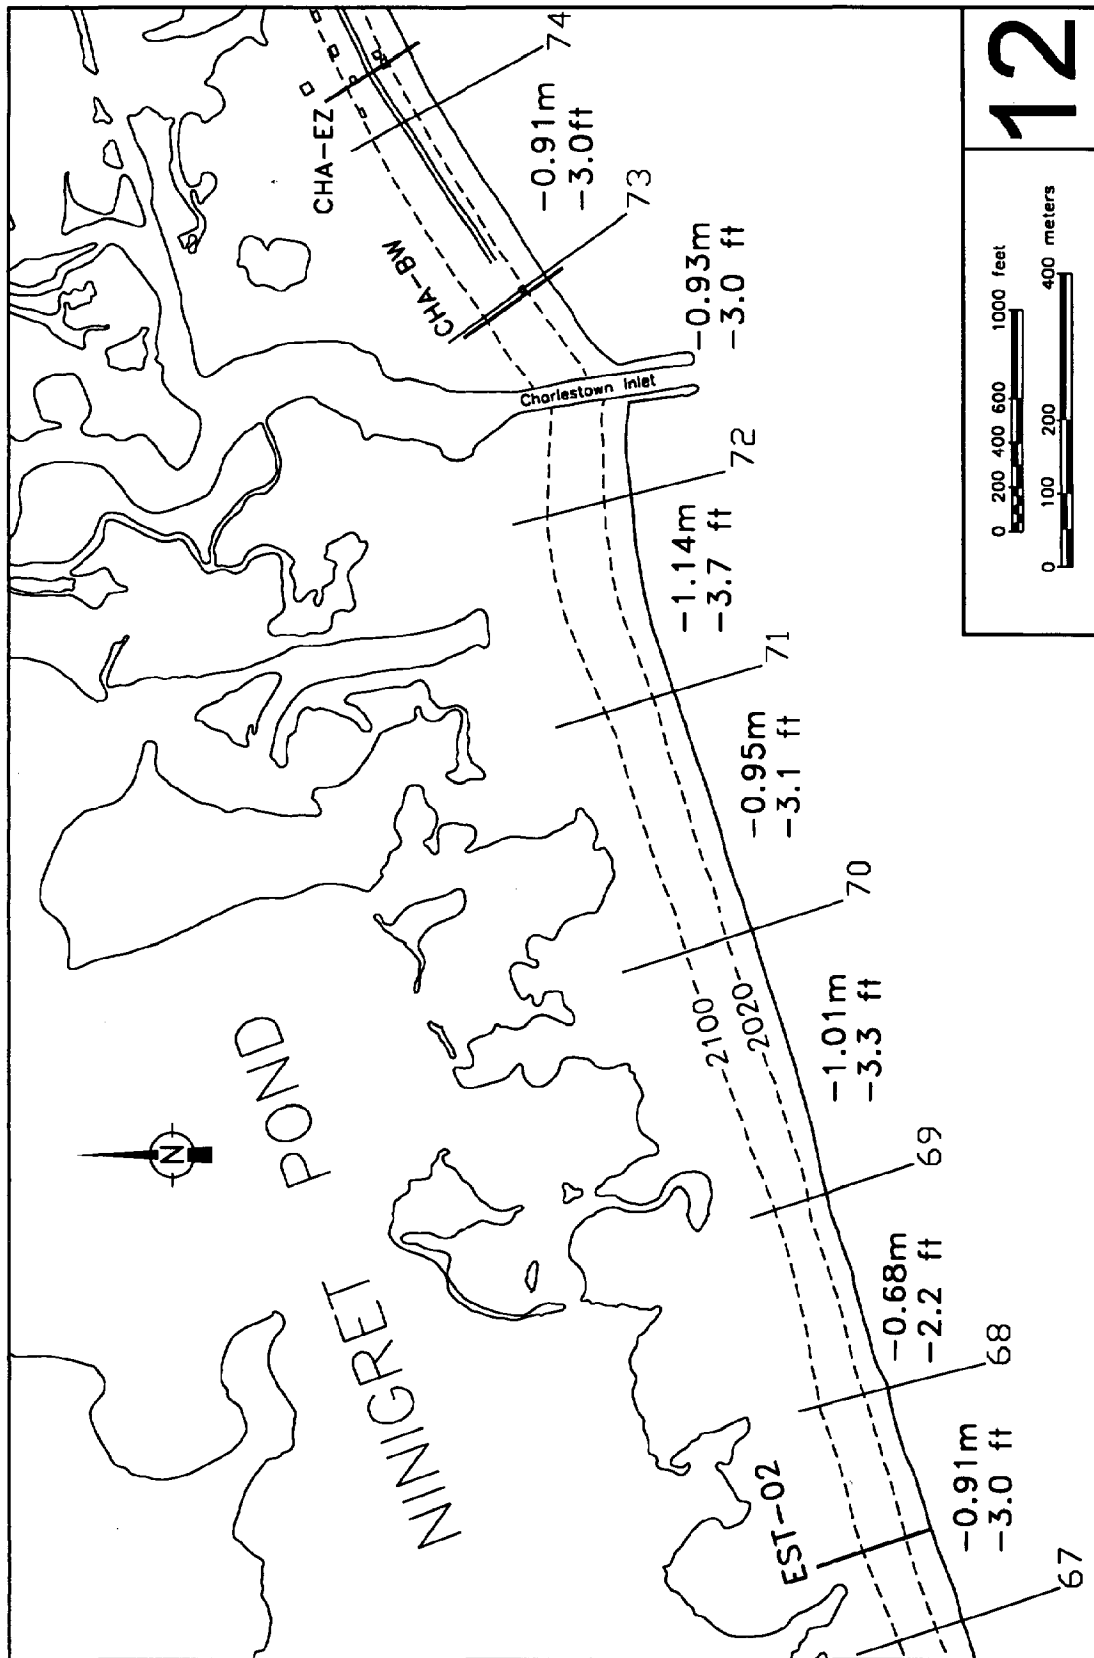 NINIGRET POND
N
EST-02
CHA-BW
CHA-EZ
Charlestown Inlet
2100
2020
67
-0.91m
-3.0 ft
68
-0.68m
-2.2 ft
69
-1.01m
-3.3 ft
70
-0.95m
-3.1 ft
71
-1.14m
-3.7 ft
72
-0.93m
-3.0 ft
73
-0.91m
-3.0ft
74
0 200 400 600 1000 feet
0 100 200 400 meters
12